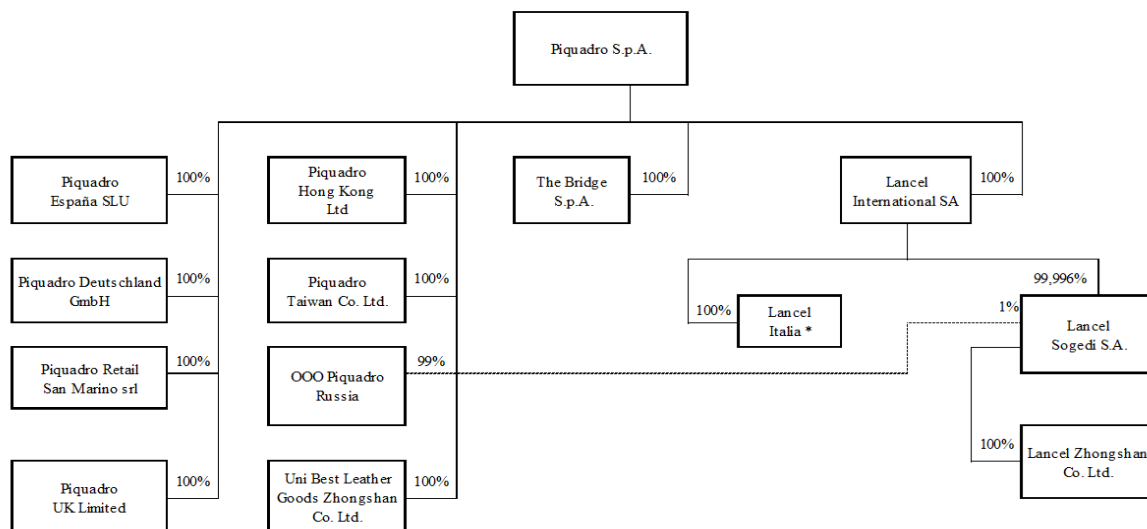 Piquadro S.p.A.
Piquadro
España SLU
100%
Piquadro
Hong Kong
Ltd
100%
The Bridge
S.p.A.
100%
Lancel
International SA
100%
Piquadro Deutschland
GmbH
100%
Piquadro
Taiwan Co. Ltd.
100%
100%
Lancel
Italia *
99,996%
1%
Lancel
Sogedi S.A.
Piquadro Retail
San Marino srl
100%
OOO Piquadro
Russia
99%
Piquadro
UK Limited
100%
Uni Best Leather
Goods Zhongshan
Co. Ltd.
100%
100%
Lancel Zhongshan
Co. Ltd.